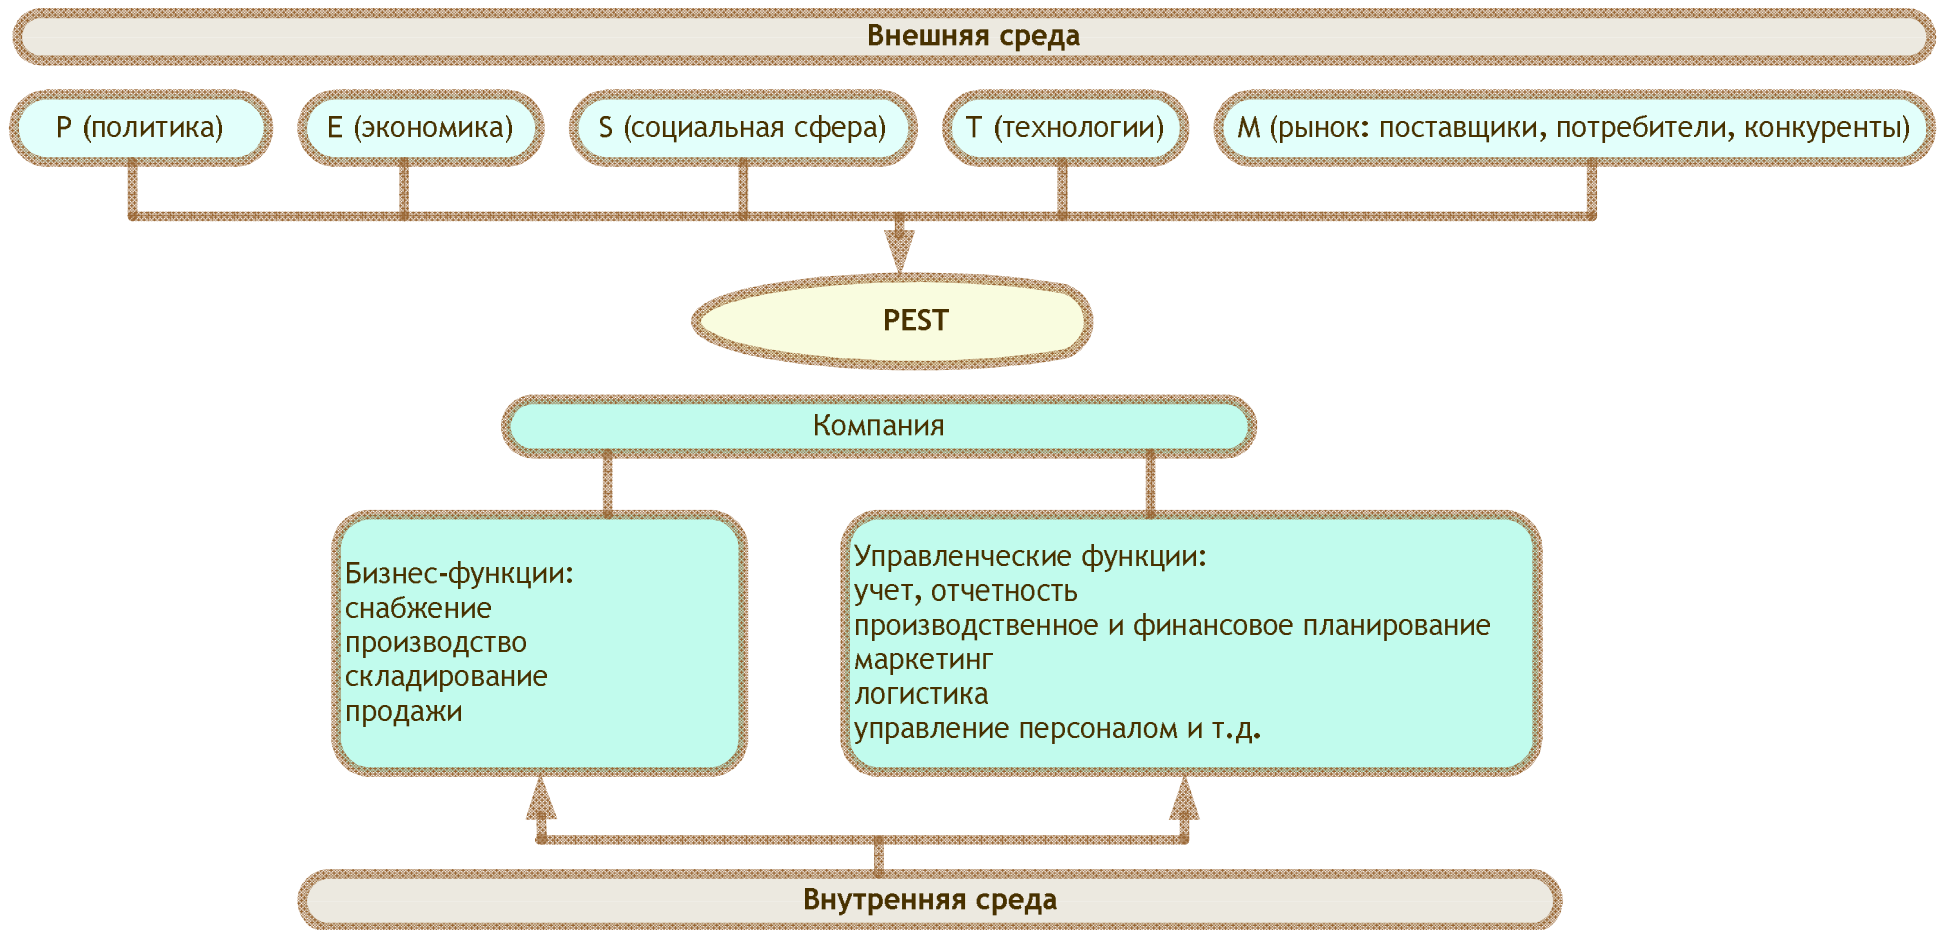 Внешняя среда
P (политика)
E (экономика)
S (социальная сфера)
T (технологии)
M (рынок: поставщики, потребители, конкуренты)
PEST
Компания
Бизнес-функции:
снабжение
производство
складирование
продажи
Управленческие функции:
учет, отчетность
производственное и финансовое планирование
маркетинг
логистика
управление персоналом и т.д.
Внутренняя среда